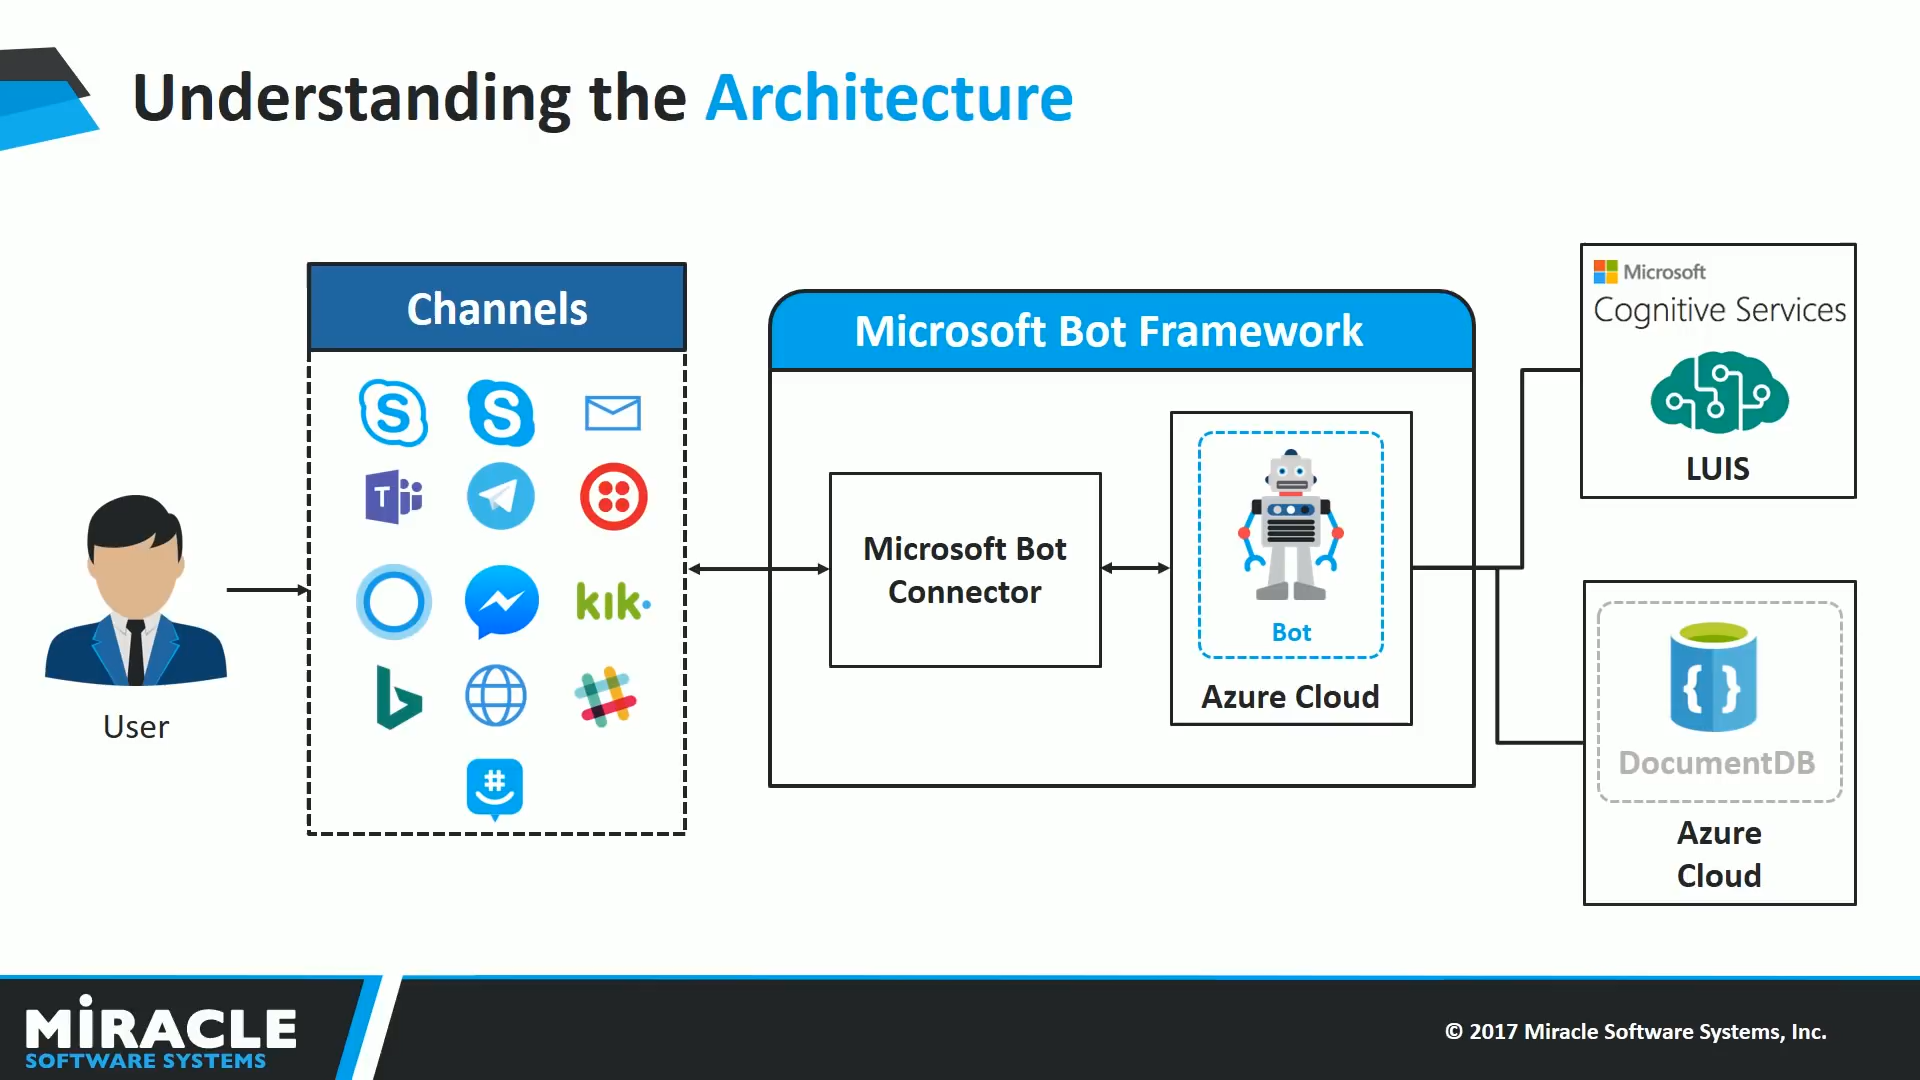 Understanding the Architecture
Channels
S
S
T
kik
#
User
Microsoft Bot Framework
Microsoft Bot
Connector
Bot
Azure Cloud
Microsoft
Cognitive Services
LUIS
{ }
DocumentDB
Azure
Cloud
MiRACLE
SOFTWARE SYSTEMS
© 2017 Miracle Software Systems, Inc.